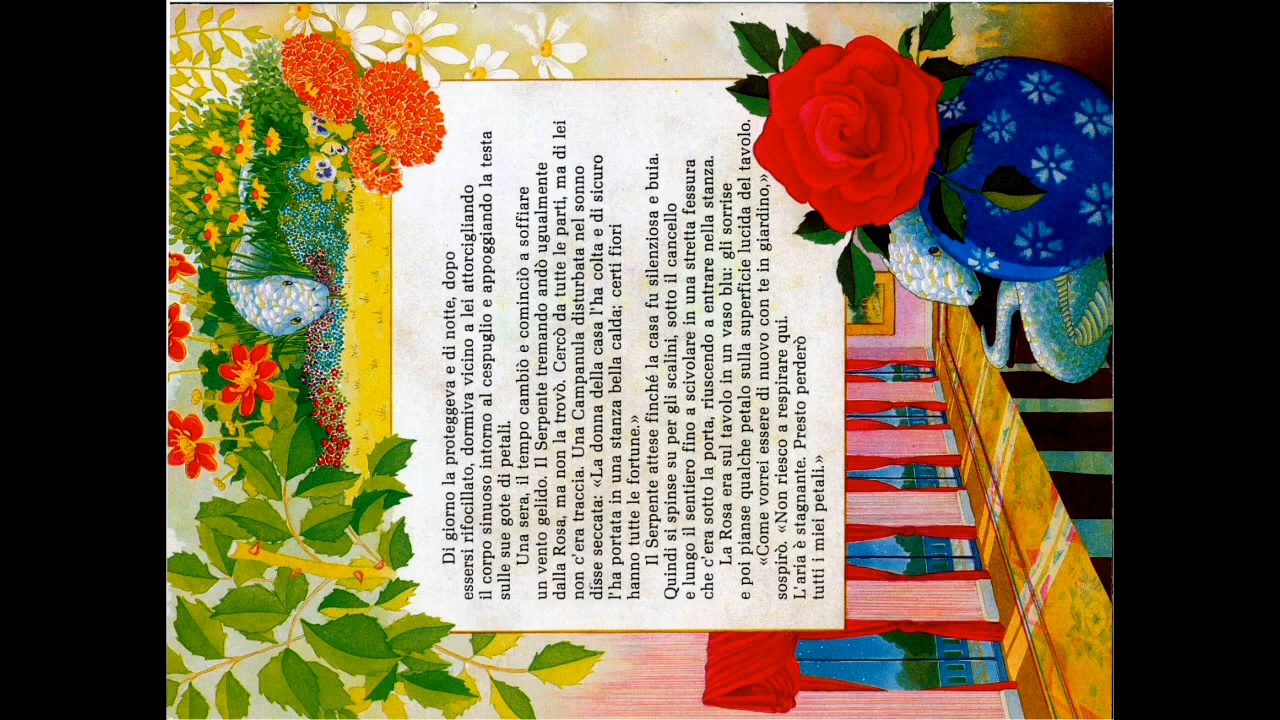 Di giorno la proteggeva e di notte, dopo
essersi rifocillato, dormiva vicino a lei attorcigliando
il corpo sinuoso intorno al cespuglio e appoggiando la testa
sulle sue gote di petali.
Una sera, il tempo cambiò e cominciò a soffiare
un vento gelido. Il Serpente tremando andò ugualmente
dalla Rosa, ma non la trovò. Cercò da tutte le parti, ma di lei
non c'era traccia. Una Campanula disturbata nel sonno
disse seccata: «La donna della casa l'ha colta e di sicuro
l'ha portata in una stanza bella calda; certi fiori
hanno tutte le fortune.»
Il Serpente attese finché la casa fu silenziosa e buia.
Quindi si spinse su per gli scalini, sotto il cancello
e lungo il sentiero fino a scivolare in una stretta fessura
che c'era sotto la porta, riuscendo a entrare nella stanza.
La Rosa era sul tavolo in un vaso blu: gli sorrise
e poi pianse qualche petalo sulla superficie lucida del tavolo.
«Come vorrei essere di nuovo con te in giardino,»
sospirò. «Non riesco a respirare qui.
L'aria è stagnante. Presto perderò
tutti i miei petali.»